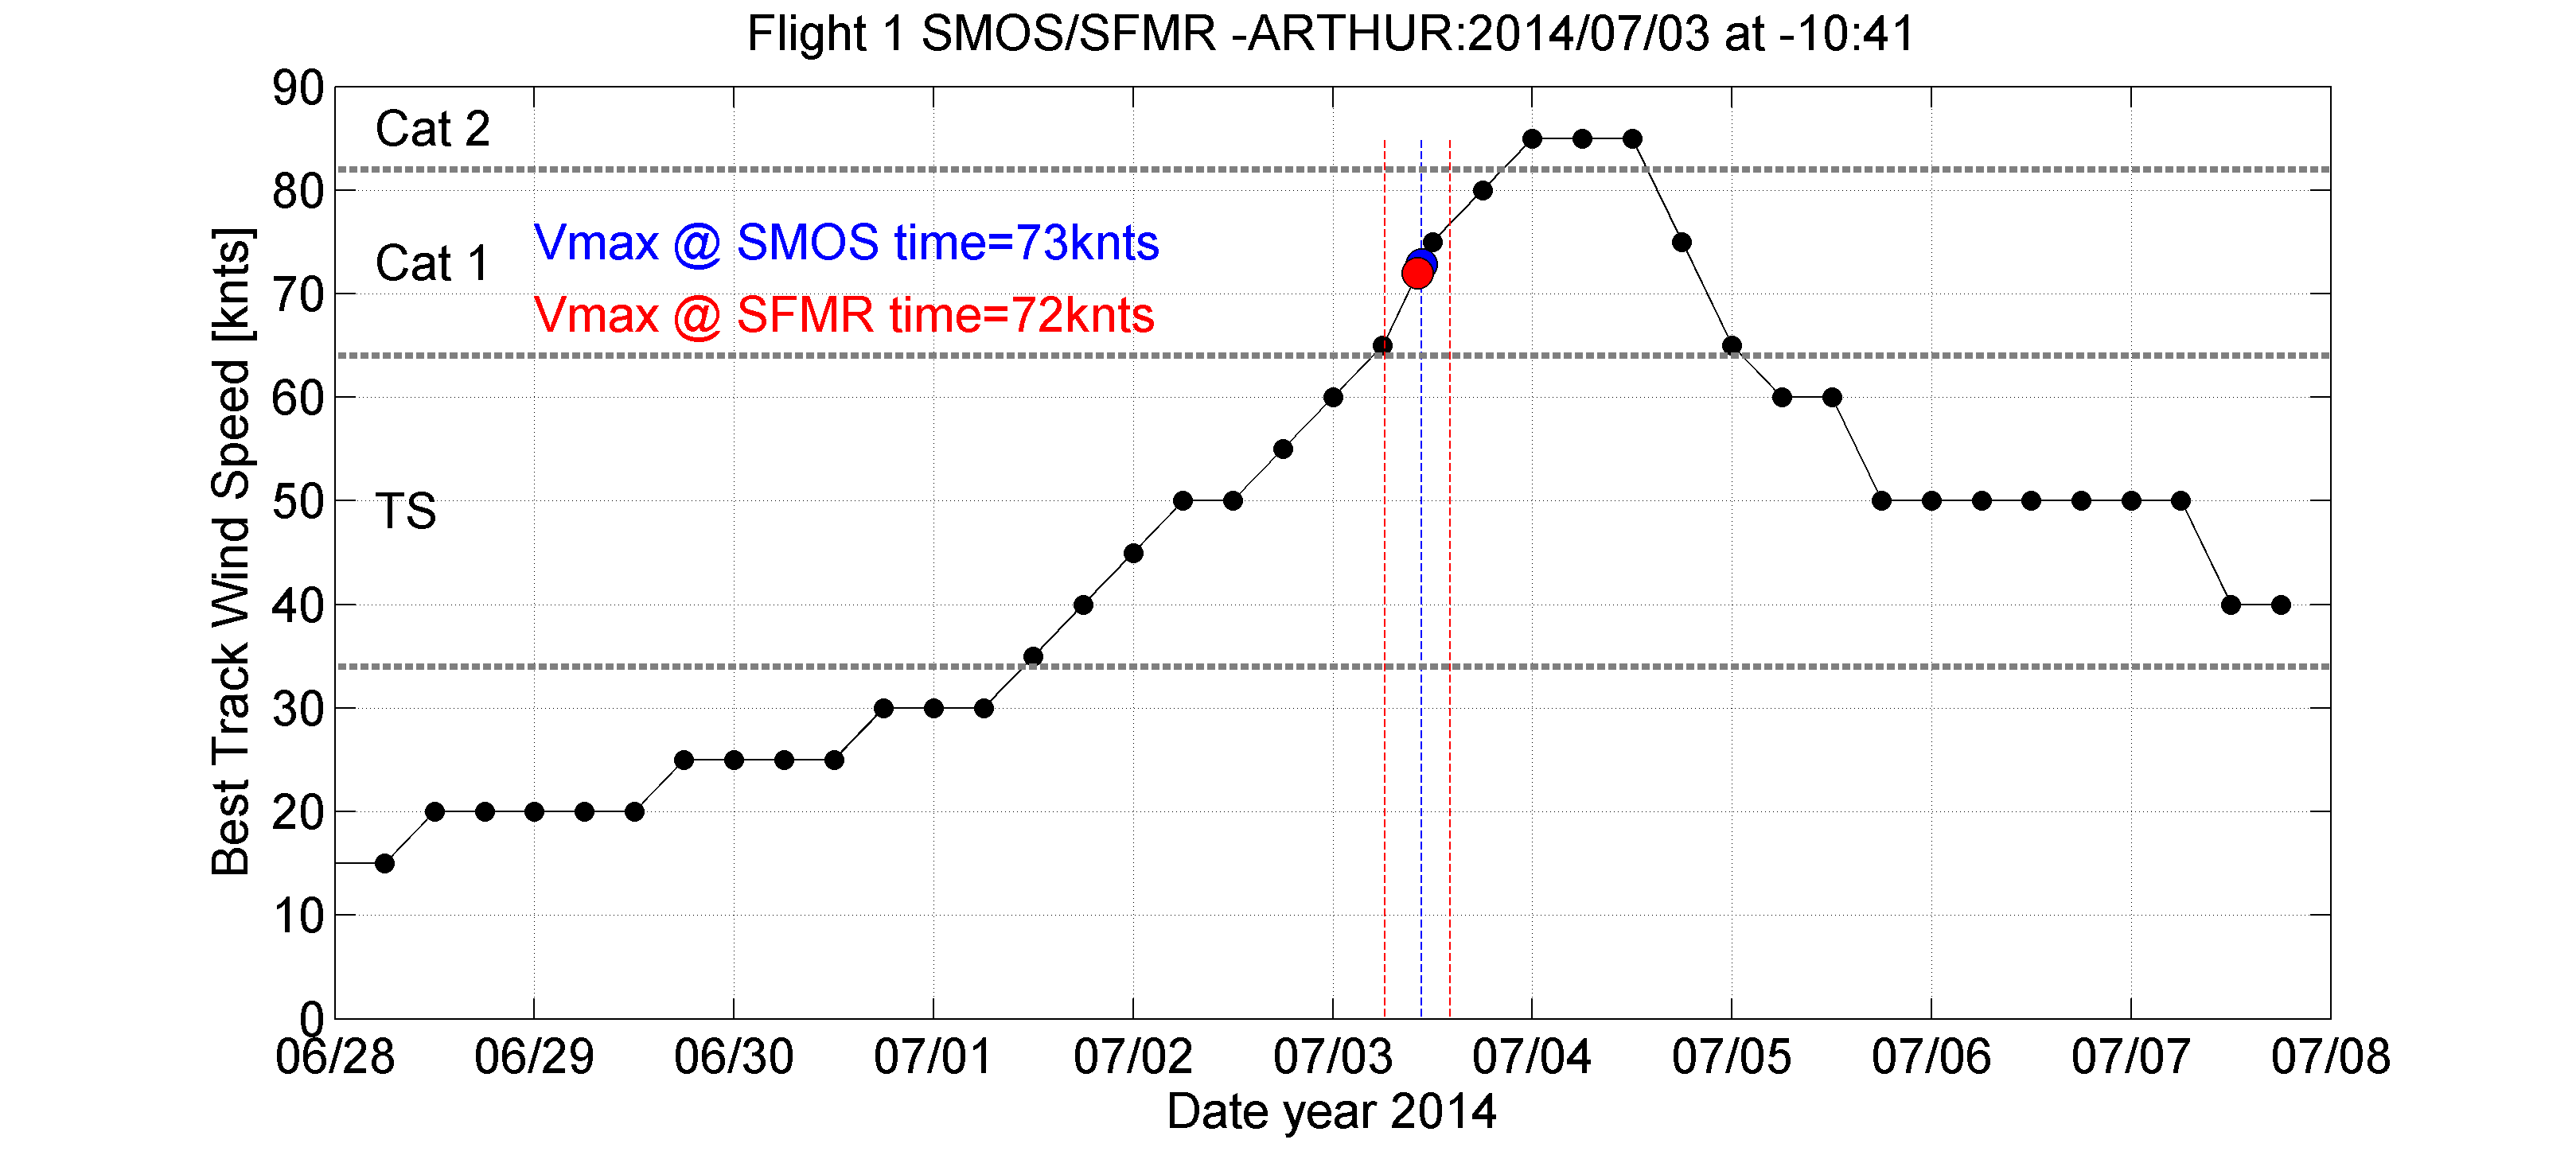 Flight 1 SMOS/SFMR -ARTHUR:2014/07/03 at -10:41
Best Track Wind Speed [knts]
90
80
70
60
50
40
30
20
10
0
Cat 2
Cat 1
TS
Vmax @ SMOS time=73knts
Vmax @ SFMR time=72knts
06/28 06/29 06/30 07/01 07/02 07/03 07/04 07/05 07/06 07/07 07/08
Date year 2014